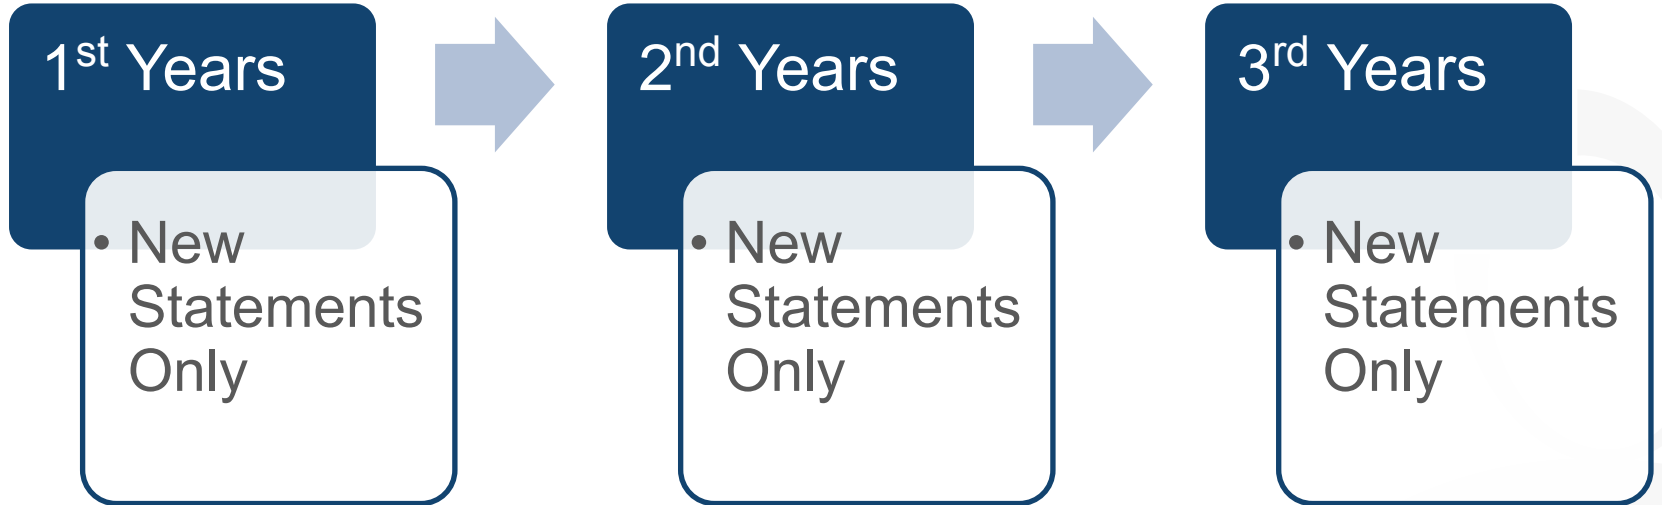 1st Years
• New
Statements
Only
2nd Years
• New
Statements
Only
3rd Years
• New
Statements
Only